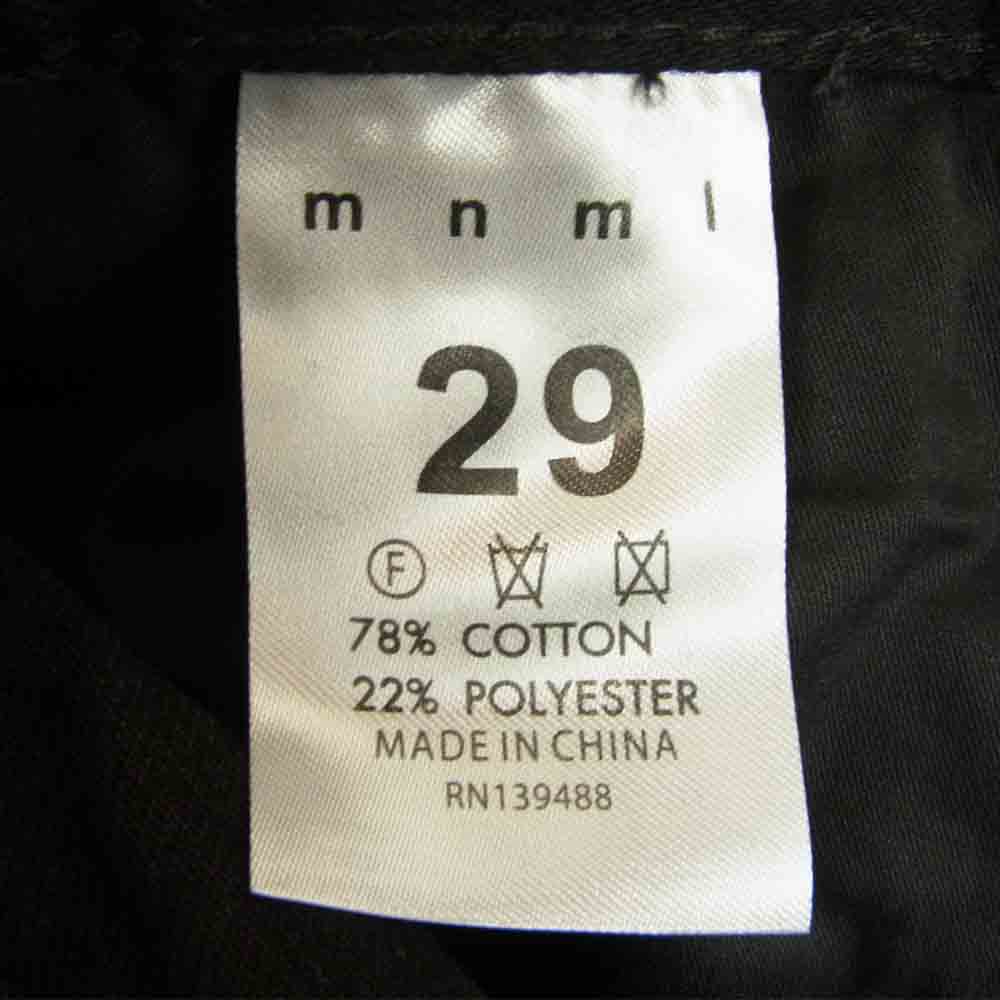 m n m l
29
F
78% COTTON
22% POLYESTER
MADE IN CHINA
RN139488